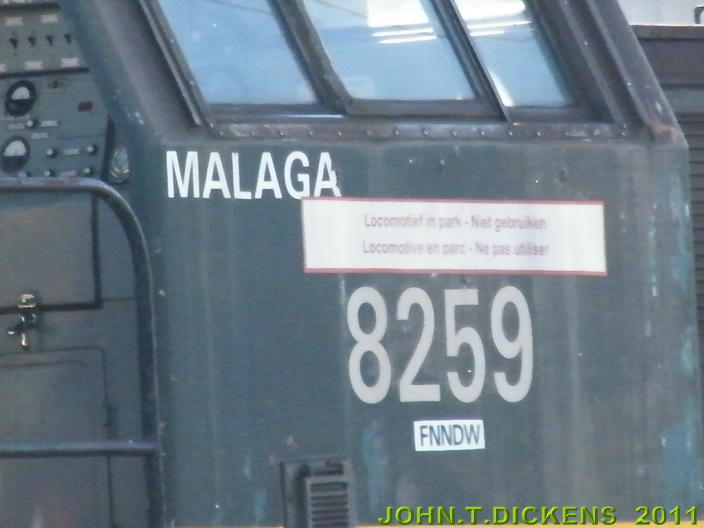 MALAGA
Locomotief in park - Niet gebruiken
Locomotive en parc - Ne pas utiliser
8259
FNNDW
JOHN.T.DICKENS 2011